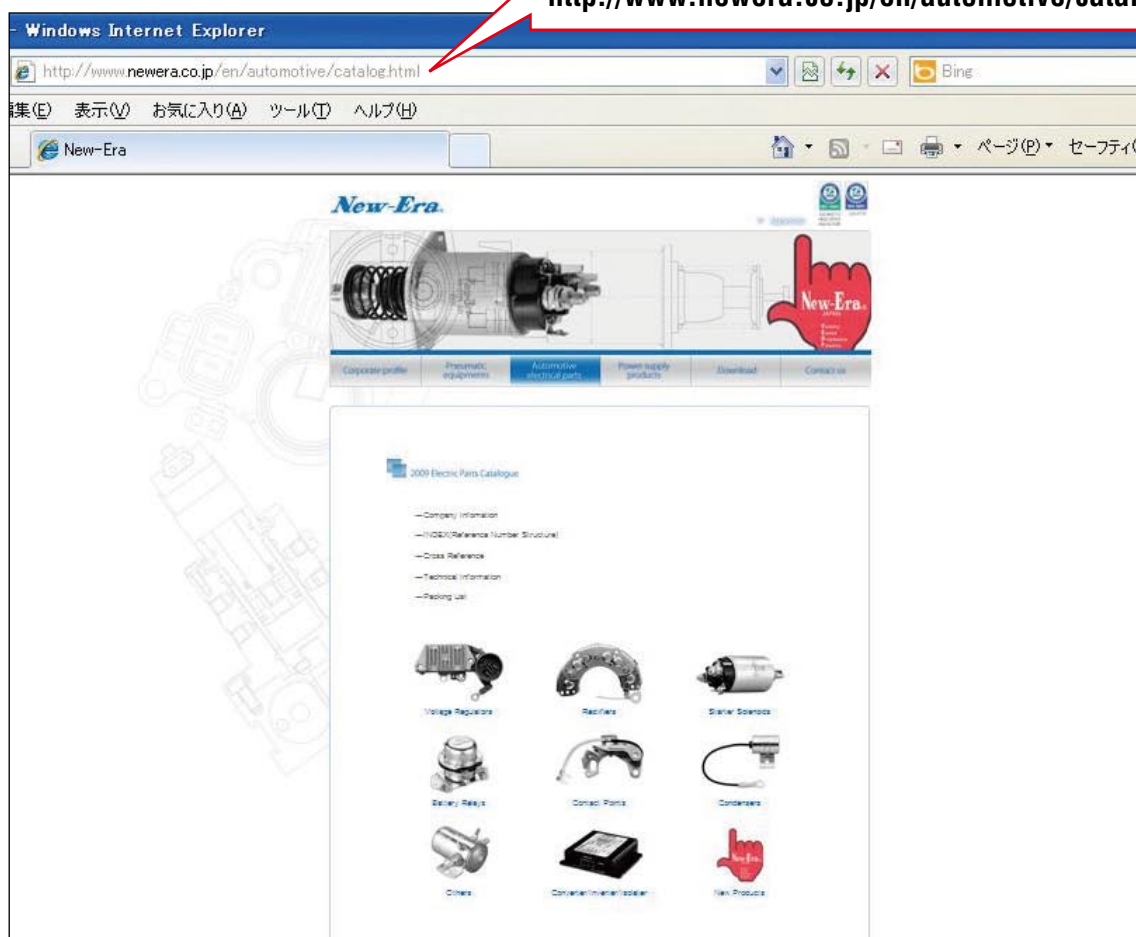 http://www.newera.co.jp/en/automotive/catal
- Windows Internet Explorer
http://www.newera.co.jp/en/automotive/catalog.html
Bing
編集(E) 表示(V) お気に入り(A) ツール(T) ヘルプ(H)
New-Era
ページ(P) セーフティ(
New-Era
New-Era
Corporate profile
Pneumatic equipments
Automotive electrical parts
Power supply products
Download
Contact us
2009 Electric Parts Catalogue
—Company Infomation
—INDEX(Reference Number Structure)
—Cross Reference
—Technical Information
—Packing List
Voltage Regulators
Rectifiers
Starter Solenoids
Battery Relays
Contact Points
Condensers
Others
Converter/Inverter/Isolater
New-Era
New Products